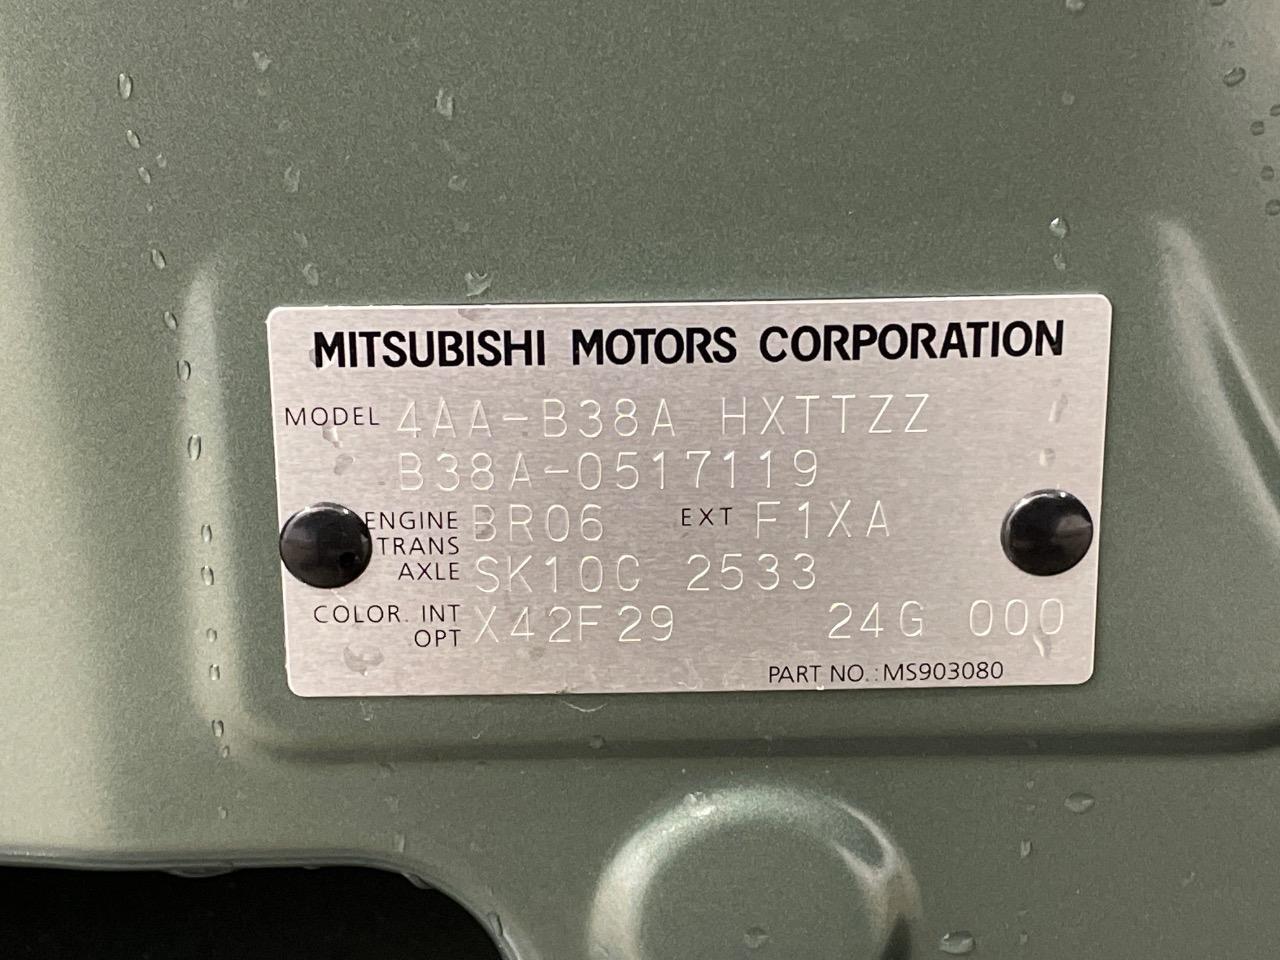 MITSUBISHI MOTORS CORPORATION
MODEL 4AA-B38A HXTTZZ
B38A-0517119
ENGINE BR06 EXT F1XA
TRANS
AXLE SK10C 2533
COLOR. INT X42F29 24G 000
OPT
PART NO.:MS903080